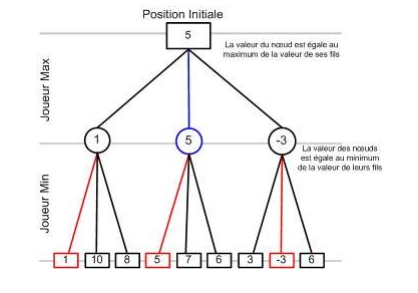 Position Initiale
5
La valeur du nœud est égale au
maximum de la valeur de ses fils
Joueur Max
1
5
-3
La valeur des nœuds
est égale au minimum
de la valeur de leurs fils
Joueur Min
1
10
8
5
7
6
3
-3
6